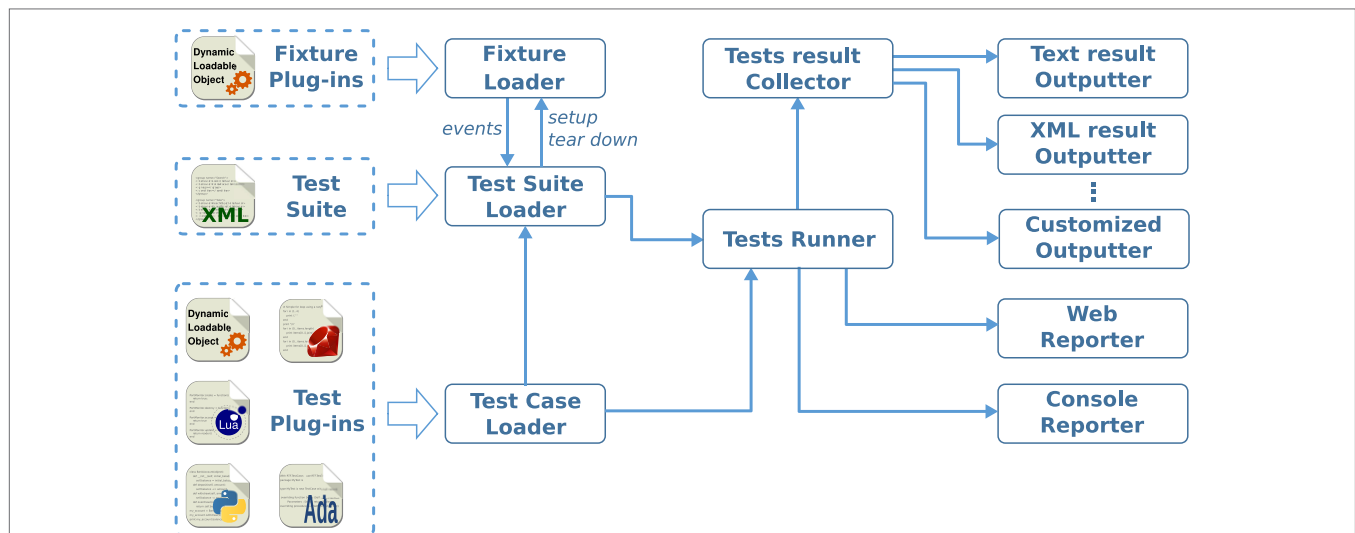 Dynamic
Loadable
Object
Fixture
Plug-ins
Fixture
Loader
Tests result
Collector
Text result
Outputter
events
setup
tear down
XML result
Outputter
XML
Test
Suite
Test Suite
Loader
Tests Runner
Customized
Outputter
Dynamic
Loadable
Object
Web
Reporter
Lua
Test
Plug-ins
Test Case
Loader
Console
Reporter
Ada